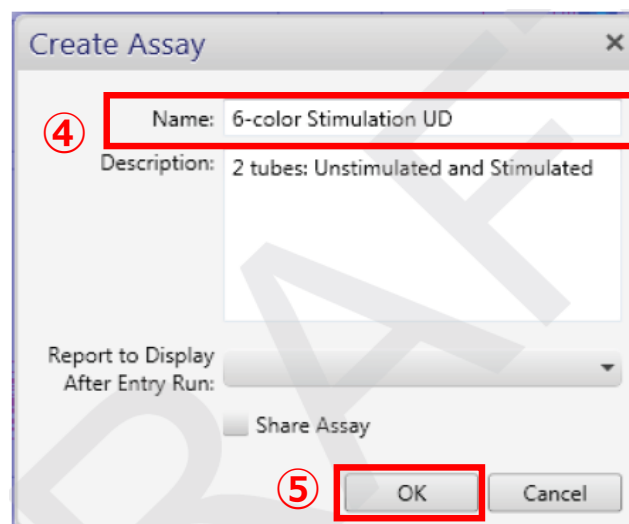 Create Assay
④ Name: 6-color Stimulation UD
Description: 2 tubes: Unstimulated and Stimulated
Report to Display
After Entry Run:
Share Assay
⑤ OK Cancel